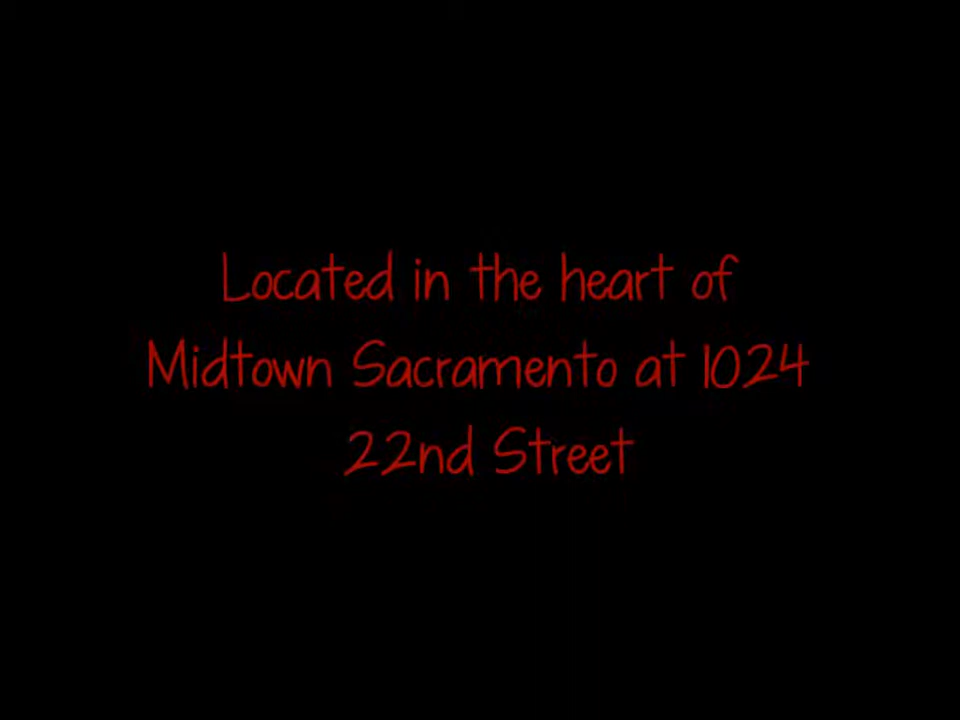 Located in the heart of
Midtown Sacramento at 1024
22nd Street